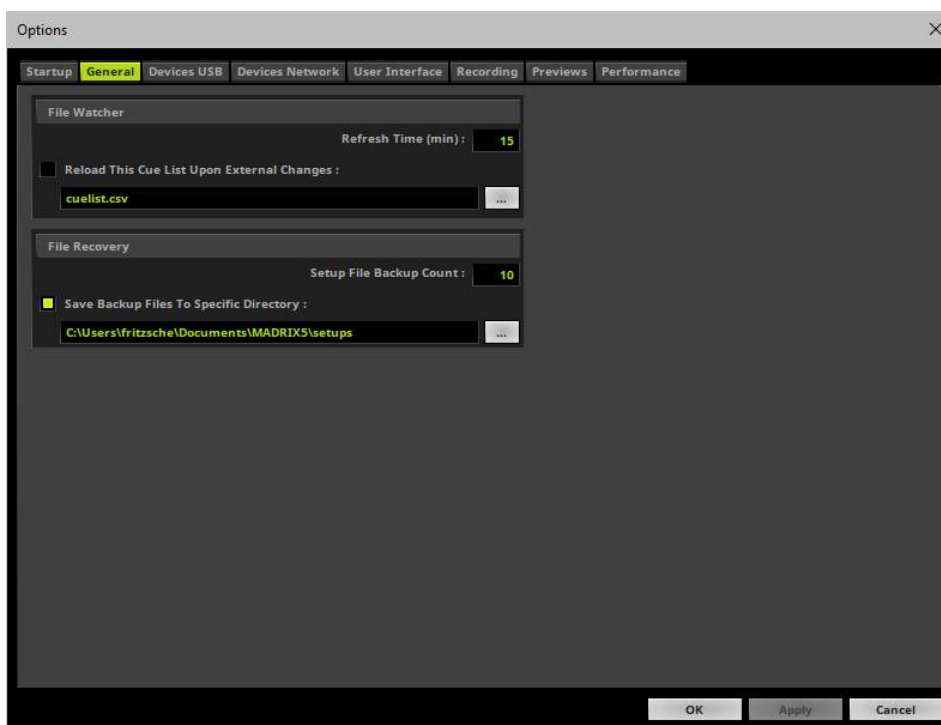 Options
Startup General Devices USB Devices Network User Interface Recording Previews Performance
File Watcher
Refresh Time (min) : 15
Reload This Cue List Upon External Changes :
cuelist.csv ...
File Recovery
Setup File Backup Count : 10
Save Backup Files To Specific Directory :
C:\Users\fritzsche\Documents\MADRIX5\setups ...
OK Apply Cancel